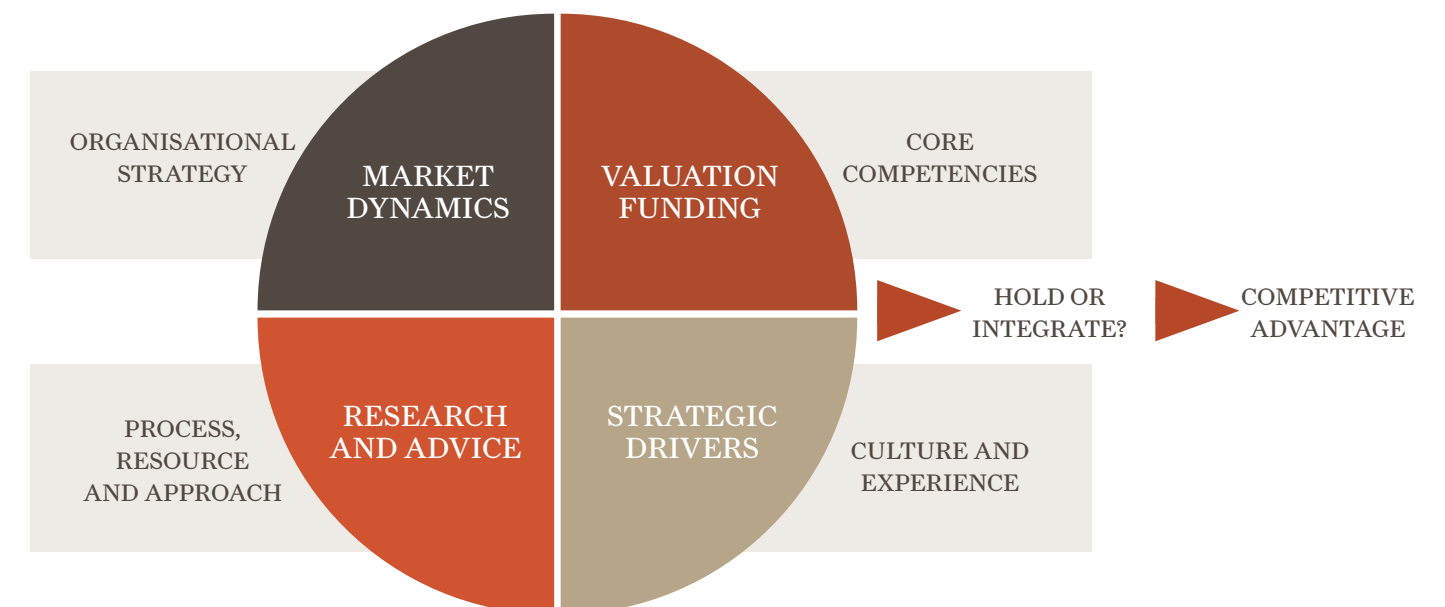 ORGANISATIONAL
STRATEGY
MARKET
DYNAMICS
VALUATION
FUNDING
CORE
COMPETENCIES
HOLD OR
INTEGRATE?
COMPETITIVE
ADVANTAGE
PROCESS,
RESOURCE
AND APPROACH
RESEARCH
AND ADVICE
STRATEGIC
DRIVERS
CULTURE AND
EXPERIENCE